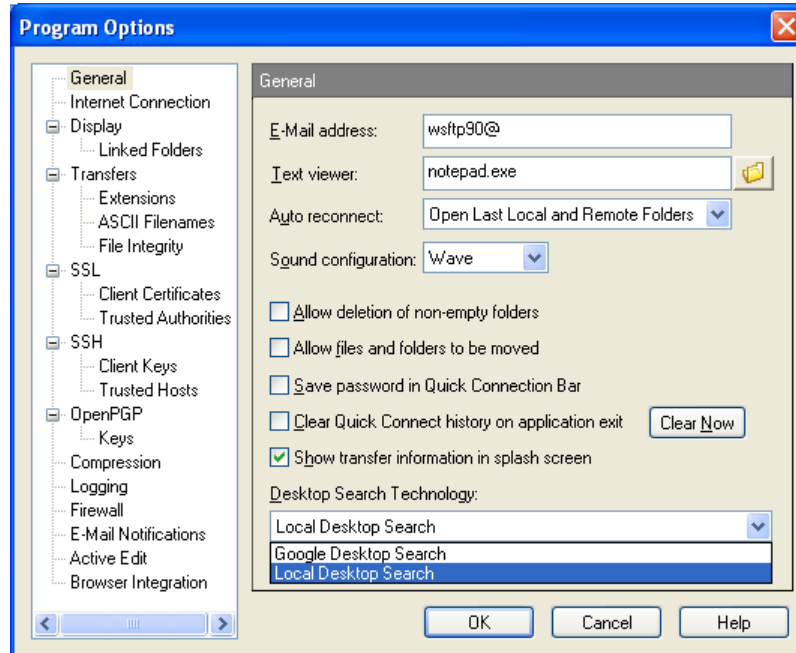 Program Options
General
Internet Connection
Display
Linked Folders
Transfers
Extensions
ASCII Filenames
File Integrity
SSL
Client Certificates
Trusted Authorities
SSH
Client Keys
Trusted Hosts
OpenPGP
Keys
Compression
Logging
Firewall
E-Mail Notifications
Active Edit
Browser Integration
General
E-Mail address: wsftp90@
Text viewer: notepad.exe
Auto reconnect: Open Last Local and Remote Folders
Sound configuration: Wave
Allow deletion of non-empty folders
Allow files and folders to be moved
Save password in Quick Connection Bar
Clear Quick Connect history on application exit Clear Now
Show transfer information in splash screen
Desktop Search Technology:
Local Desktop Search
Google Desktop Search
Local Desktop Search
OK Cancel Help